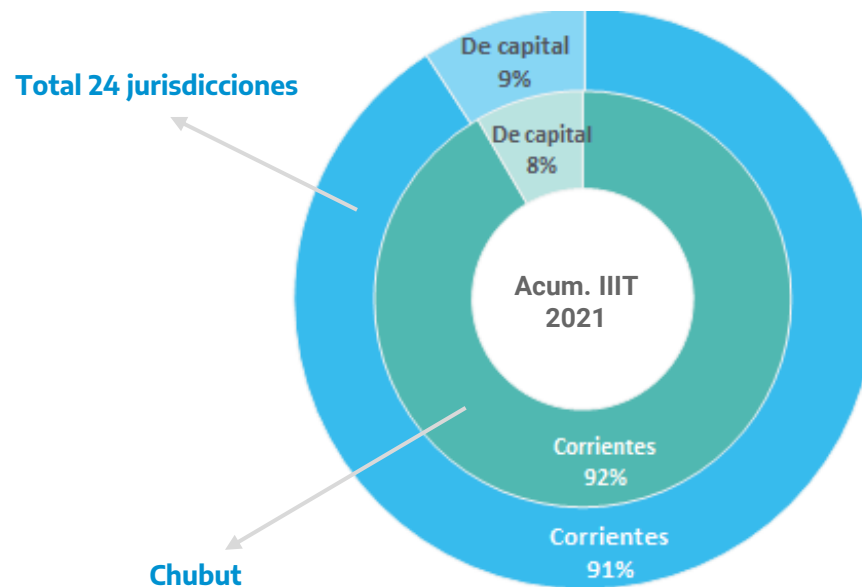 De capital
9%
Total 24 jurisdicciones
De capital
8%
Acum. IIIT
2021
Corrientes
92%
Corrientes
91%
Chubut